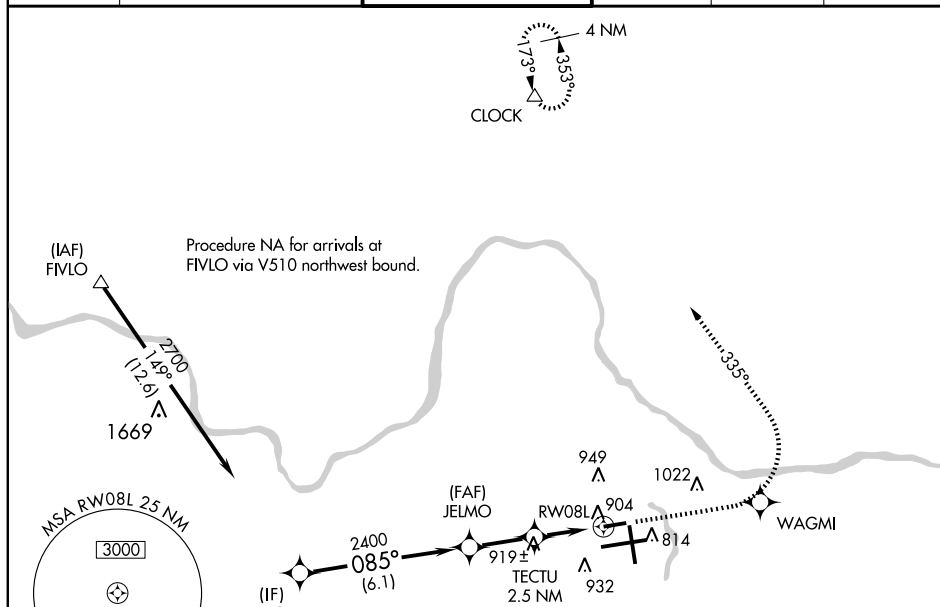 4 NM
173°
353°
CLOCK
(IAF)
FIVLO
Procedure NA for arrivals at
FIVLO via V510 northwest bound.
2700
149°
(12.6)
1669
335°
949
1022
(FAF)
JELMO
RW08L
904
WAGMI
MSA RW08L 25 NM
3000
2400
085°
(6.1)
919±
814
TECTU
2.5 NM
932
(IF)